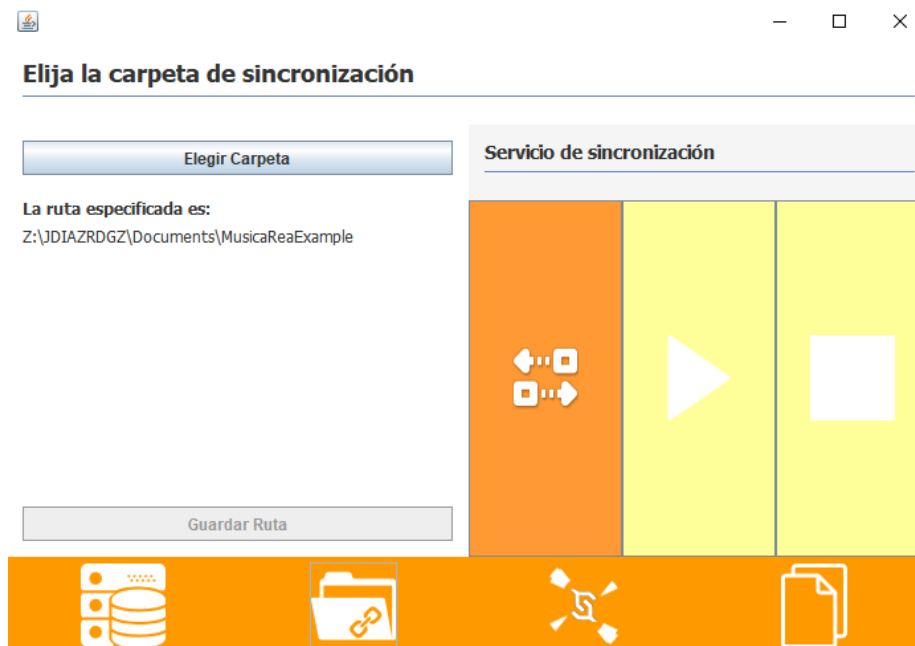 Elija la carpeta de sincronización
Elegir Carpeta
La ruta especificada es:
Z:\JDIAZRDGZ\Documents\MusicaReaExample
Guardar Ruta
Servicio de sincronización